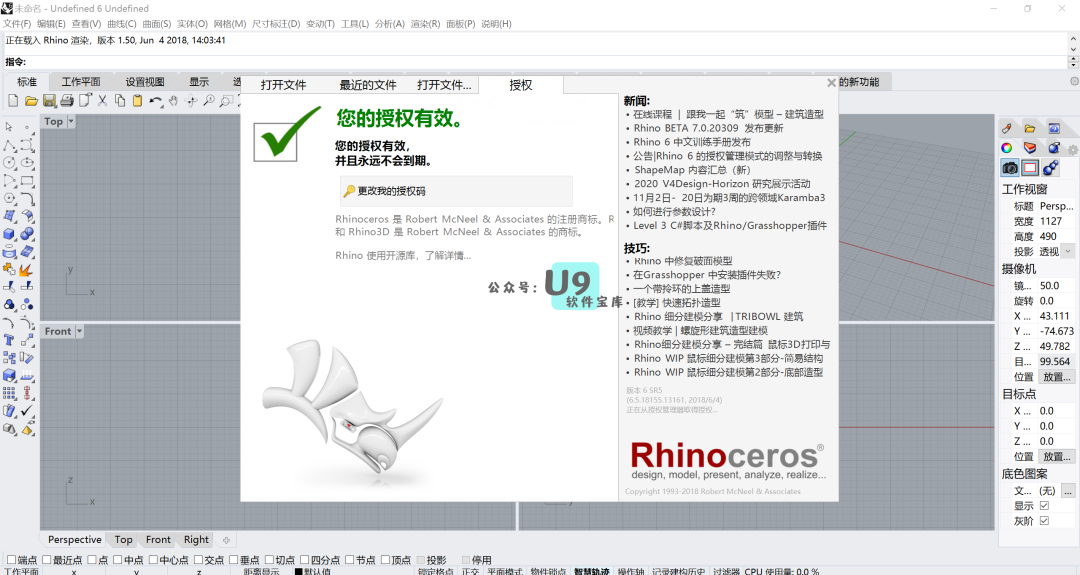 未命名 - Undefined 6 Undefined
文件(F) 编辑(E) 查看(V) 曲线(C) 曲面(S) 实体(O) 网格(M) 尺寸标注(D) 变动(T) 工具(L) 分析(A) 渲染(R) 面板(P) 说明(H)
正在载入 Rhino 渲染, 版本 1.50, Jun 4 2018, 14:03:41
指令:
标准 工作平面 设置视图 显示 选 的新功能
打开文件 最近的文件 打开文件... 授权
Top
您的授权有效。
您的授权有效,
并且永远不会到期。
更改我的授权码
Rhinoceros 是 Robert McNeel & Associates 的注册商标。R
和 Rhino3D 是 Robert McNeel & Associates 的商标。
Rhino 使用开源库，了解详情...
公众号: U9
软件宝库
新闻:
• 在线课程 | 跟我一起“筑”模型 – 建筑造型
• Rhino BETA 7.0.20309 发布更新
• Rhino 6 中文训练手册发布
• 公告|Rhino 6 的授权管理模式的调整与转换
• ShapeMap 内容汇总（新）
• 2020 V4Design-Horizon 研究展示活动
• 11月2日- 20日为期3周的跨领域Karamba3
• 如何进行参数设计?
• Level 3 C#脚本及Rhino/Grasshopper插件
技巧:
• Rhino 中修复破面模型
• 在Grasshopper 中安装插件失败?
• 一个带拎环的上盖造型
• [教学] 快速拓扑造型
• Rhino 细分建模分享 | TRIBOWL 建筑
• 视频教学 | 螺旋形建筑造型建模
• Rhino细分建模分享 – 完结篇 鼠标3D打印与
• Rhino WIP 鼠标细分建模第3部分-简易结构
• Rhino WIP 鼠标细分建模第2部分-底部造型
版本 6 SR5
(6.5.18155.13161, 2018/6/4)
正在从授权管理器取得授权...
Rhinoceros®
design, model, present, analyze, realize...
Copyright 1993-2018 Robert McNeel & Associates
y
x
Front
z
x
y
工作视窗
标题 Persp...
宽度 1127
高度 490
投影 透视
摄像机
镜... 50.0
旋转 0.0
X ... 43.111
Y ... -74.673
Z ... 49.782
目... 99.564
位置 放置...
目标点
X ... 0.0
Y ... 0.0
Z ... 0.0
位置 放置...
底色图案
文... (无) ...
显示
灰阶
Perspective Top Front Right
端点 最近点 点 中点 中心点 交点 垂点 切点 四分点 节点 顶点 投影 停用
工作平面 x y z 距离显示 默认值 锁定格点 正交 平面模式 物件锁点 智慧轨迹 操作轴 记录建构历史 过滤器 CPU 使用量: 0.0 %